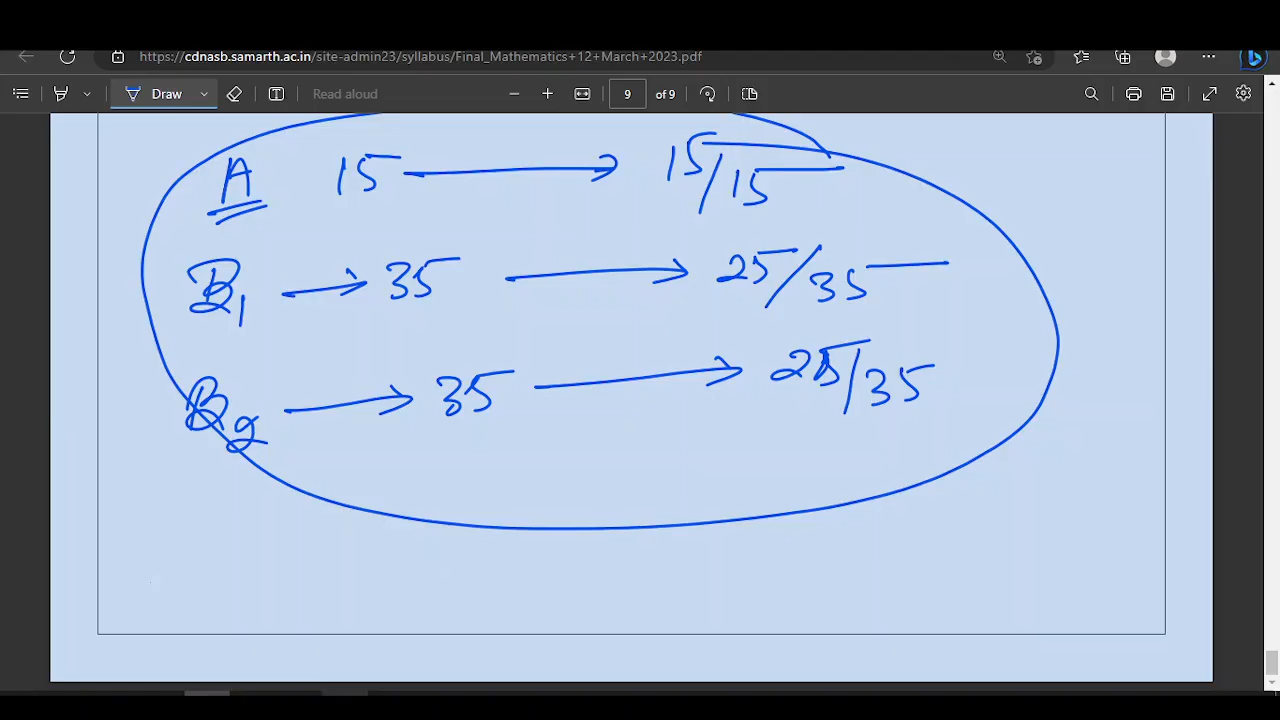 https://cdnasb.samarth.ac.in/site-admin23/syllabus/Final_Mathematics+12+March+2023.pdf
Draw Read aloud 9 of 9
A 15 → 15/15
B1 → 35 → 25/35
B2 → 35 → 25/35